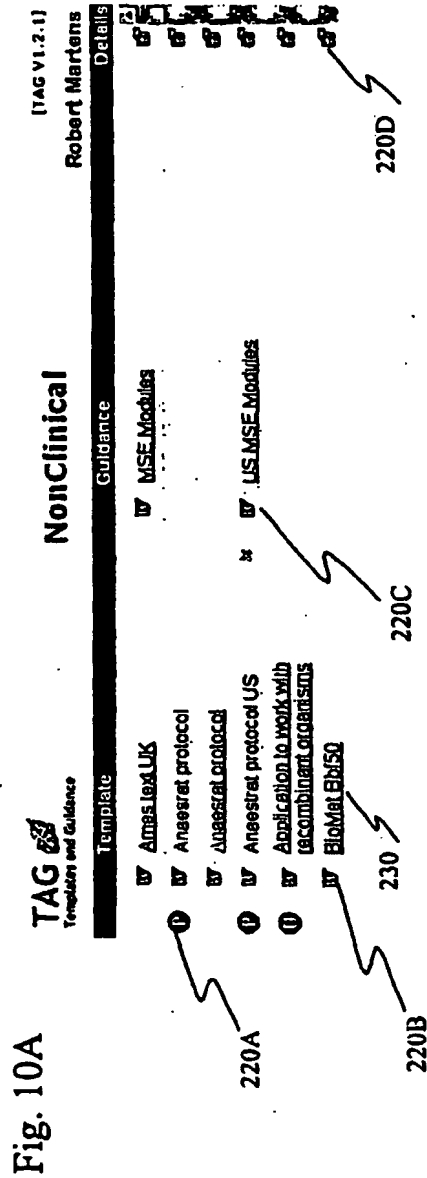 Fig. 10A
TAG
Templates and Guidance
NonClinical
[TAG V1.2.1]
Robert Martens
Template
Guidance
Details
Ames text UK
MSE Modules
Anaesrat protocol
Anaesrat protocol
Anaestrat protocol US
US MSE Modules
Application to work with
recombinant organisms
BioMat
220A
220B
230
220C
220D